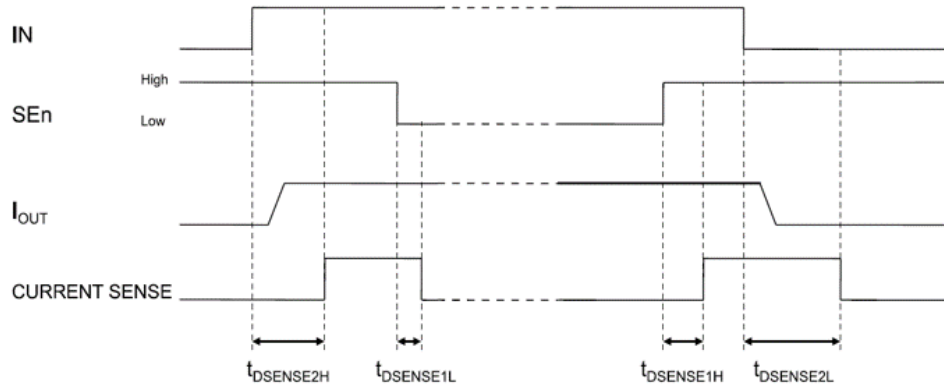 IN
High
SEn
Low
IOUT
CURRENT SENSE
tDSENSE2H
tDSENSE1L
tDSENSE1H
tDSENSE2L